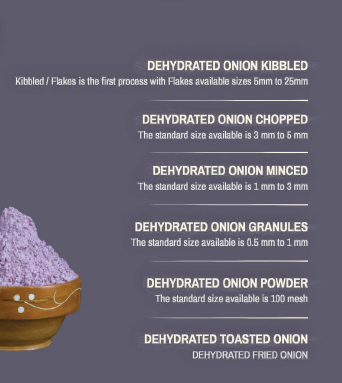 DEHYDRATED ONION KIBBLED
Kibbled / Flakes is the first process with Flakes available sizes 5mm to 25mm
DEHYDRATED ONION CHOPPED
The standard size available is 3 mm to 5 mm
DEHYDRATED ONION MINCED
The standard size available is 1 mm to 3 mm
DEHYDRATED ONION GRANULES
The standard size available is 0.5 mm to 1 mm
DEHYDRATED ONION POWDER
The standard size available is 100 mesh
DEHYDRATED TOASTED ONION
DEHYDRATED FRIED ONION